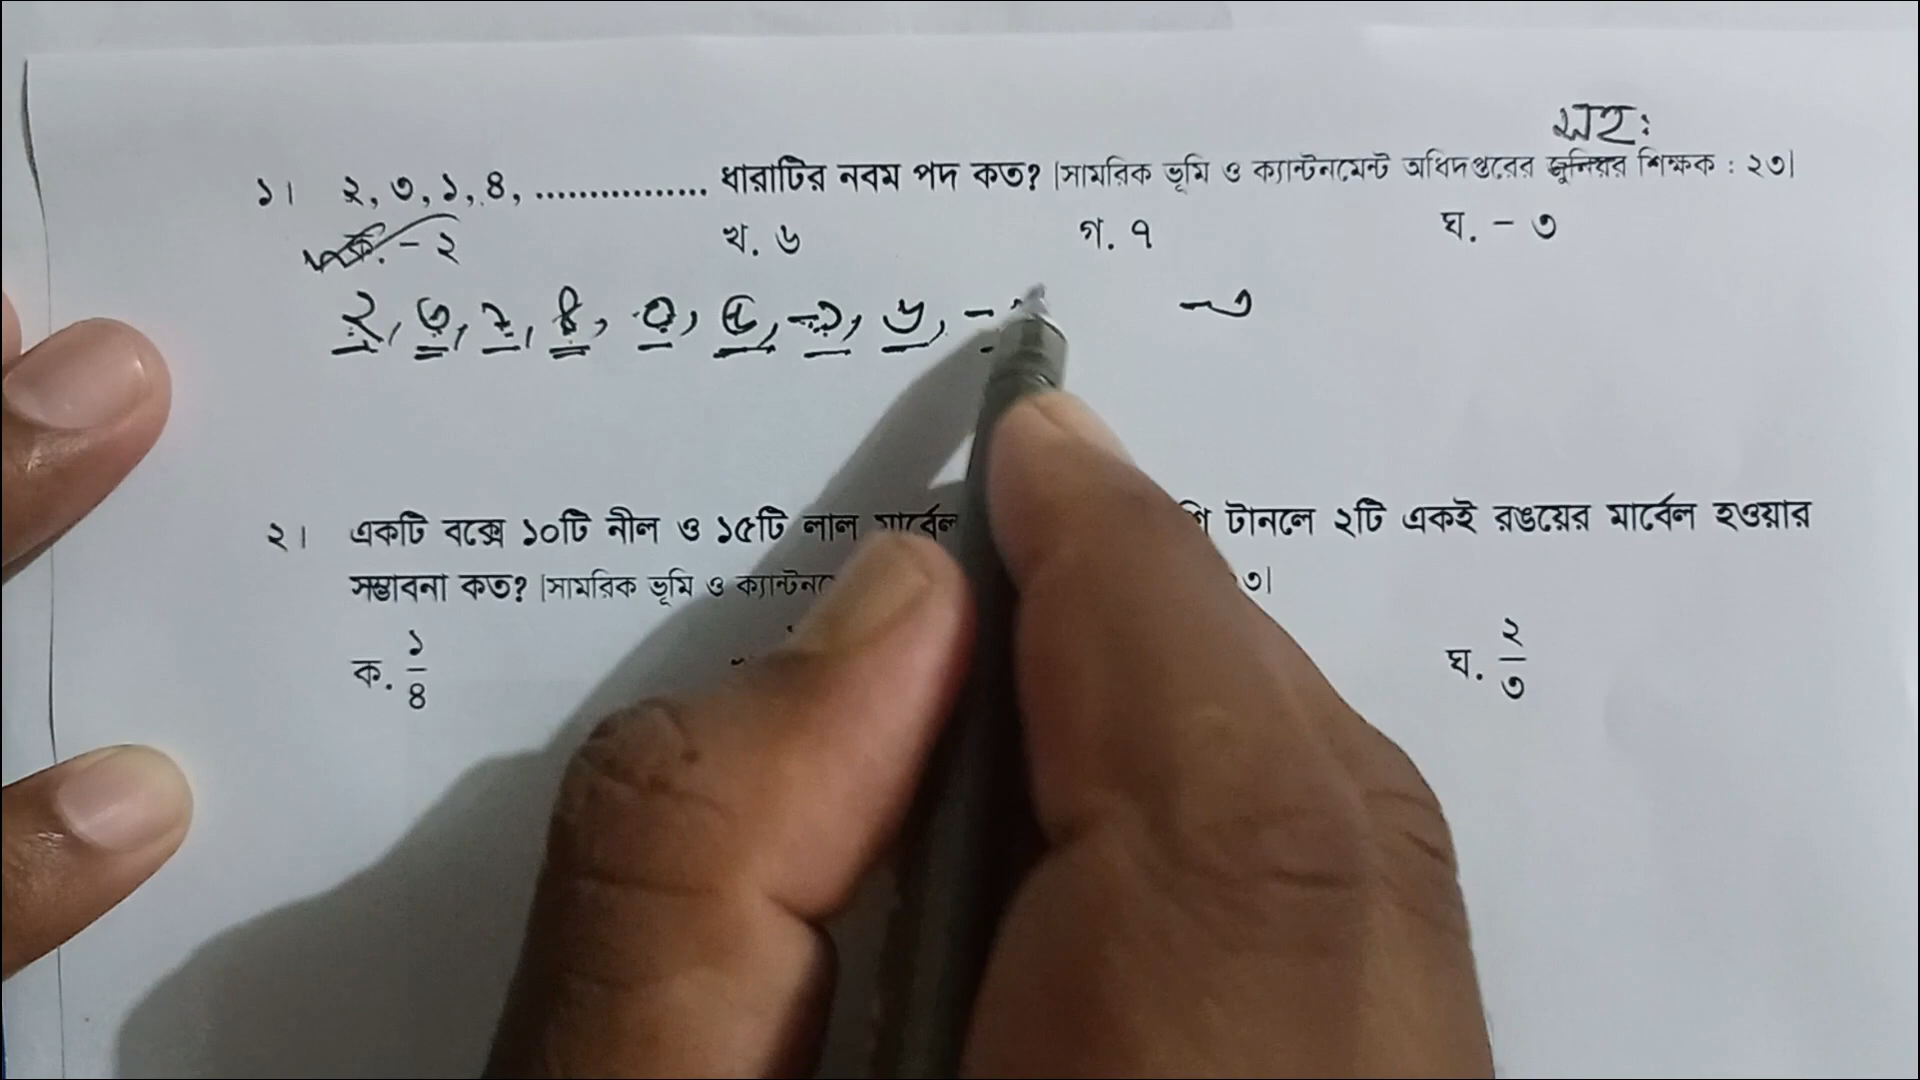 সহঃ
১। ২, ৩, ১, ৪, ............... ধারাটির নবম পদ কত? [সামরিক ভূমি ও ক্যান্টনমেন্ট অধিদপ্তরের জুনিয়র শিক্ষক : ২৩]
ক. - ২ খ. ৬ গ. ৭ ঘ. - ৩
২, ৩, ১, ৪, ০, ৫, -১, ৬, - -৩
২। একটি বক্সে ১০টি নীল ও ১৫টি লাল মার্বেল টানলে ২টি একই রঙয়ের মার্বেল হওয়ার
সম্ভাবনা কত? [সামরিক ভূমি ও ৩]
ক. ১/৪ ঘ. ২/৩